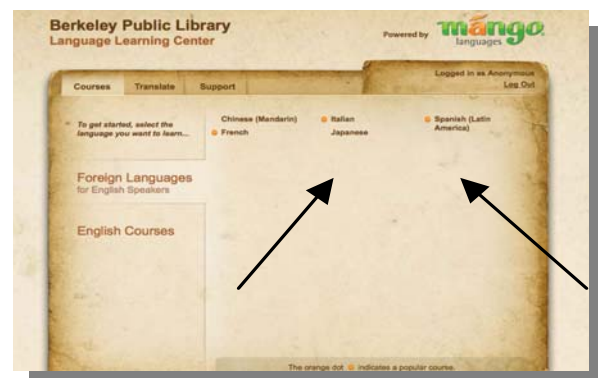 Berkeley Public Library
Language Learning Center
Powered by mango languages
Logged in as Anonymous
Log Out
Courses Translate Support
To get started, select the
language you want to learn...
Chinese (Mandarin)
French
Italian
Japanese
Spanish (Latin
America)
Foreign Languages
for English Speakers
English Courses
The orange dot indicates a popular course.